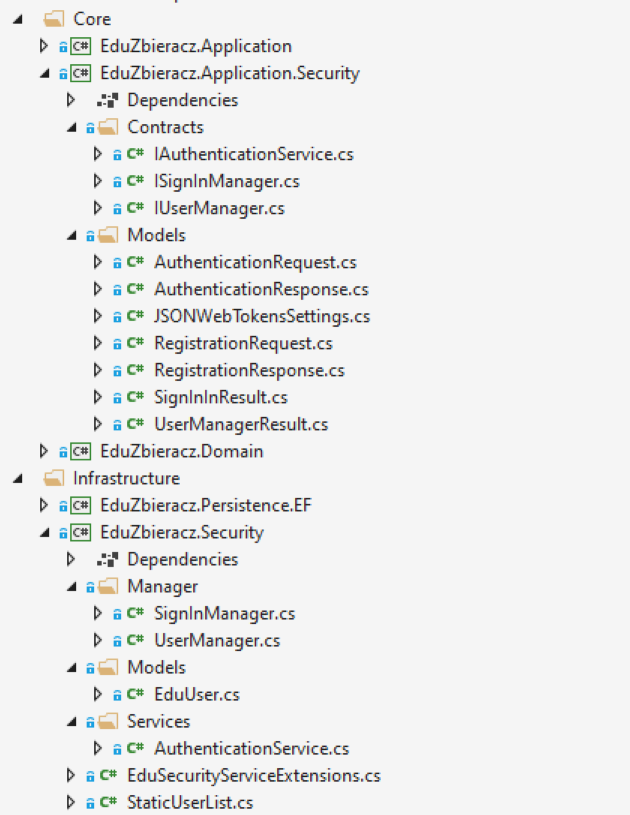 Core
C# EduZbieracz.Application
C# EduZbieracz.Application.Security
Dependencies
Contracts
C# IAuthenticationService.cs
C# ISignInManager.cs
C# IUserManager.cs
Models
C# AuthenticationRequest.cs
C# AuthenticationResponse.cs
C# JSONWebTokensSettings.cs
C# RegistrationRequest.cs
C# RegistrationResponse.cs
C# SignInInResult.cs
C# UserManagerResult.cs
C# EduZbieracz.Domain
Infrastructure
C# EduZbieracz.Persistence.EF
C# EduZbieracz.Security
Dependencies
Manager
C# SignInManager.cs
C# UserManager.cs
Models
C# EduUser.cs
Services
C# AuthenticationService.cs
C# EduSecurityServiceExtensions.cs
C# StaticUserList.cs